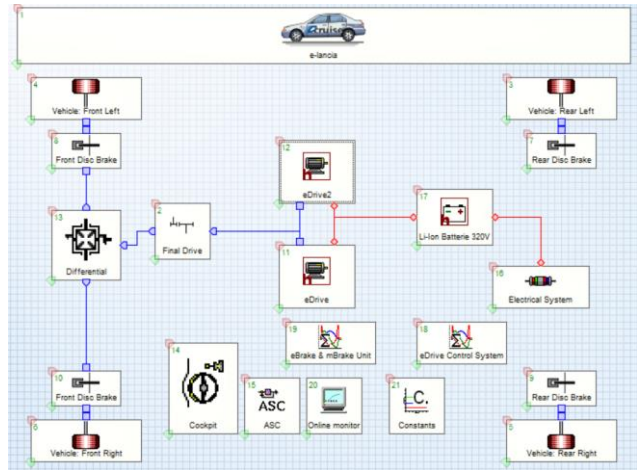 1
Cruise
e-lancia
4
Vehicle: Front Left
3
Vehicle: Rear Left
8
Front Disc Brake
7
Rear Disc Brake
12
eDrive2
17
Li-Ion Batterie 320V
13
Differential
2
Final Drive
11
eDrive
16
Electrical System
19
eBrake & mBrake Unit
18
eDrive Control System
14
Cockpit
15
ASC
ASC
20
Online monitor
21
C.
Constants
10
Front Disc Brake
9
Rear Disc Brake
6
Vehicle: Front Right
5
Vehicle: Rear Right